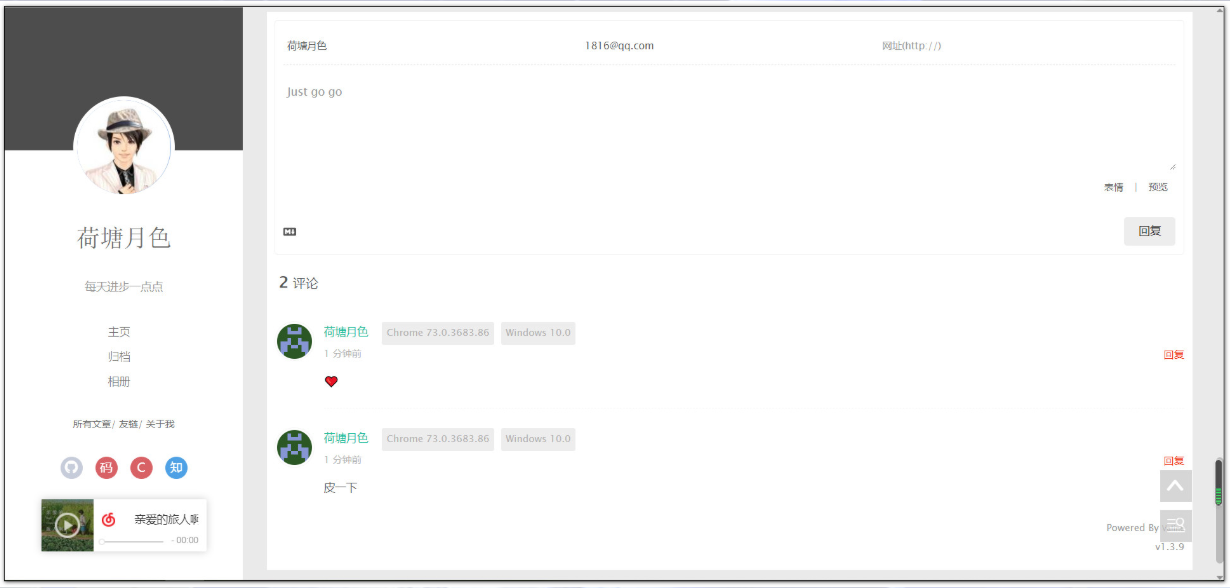 荷塘月色
每天进步一点点
主页
归档
相册
所有文章/ 友链/ 关于我
码 C 知
亲爱的旅人
- 00:00
荷塘月色 1816@qq.com 网址(http://)
Just go go
表情 | 预览
M↓
回复
2 评论
荷塘月色 Chrome 73.0.3683.86 Windows 10.0
1 分钟前
回复
荷塘月色 Chrome 73.0.3683.86 Windows 10.0
1 分钟前
回复
皮一下
Powered By
v1.3.9